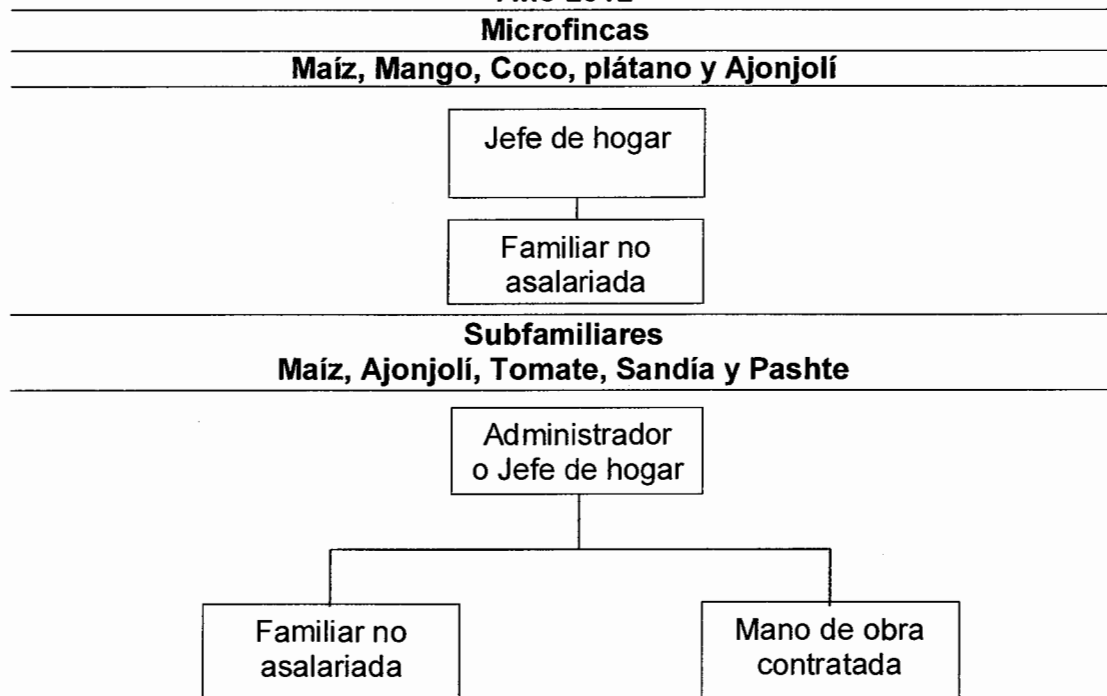 Microfincas
Maíz, Mango, Coco, plátano y Ajonjolí
Jefe de hogar
Familiar no
asalariada
Subfamiliares
Maíz, Ajonjolí, Tomate, Sandía y Pashte
Administrador
o Jefe de hogar
Familiar no
asalariada
Mano de obra
contratada